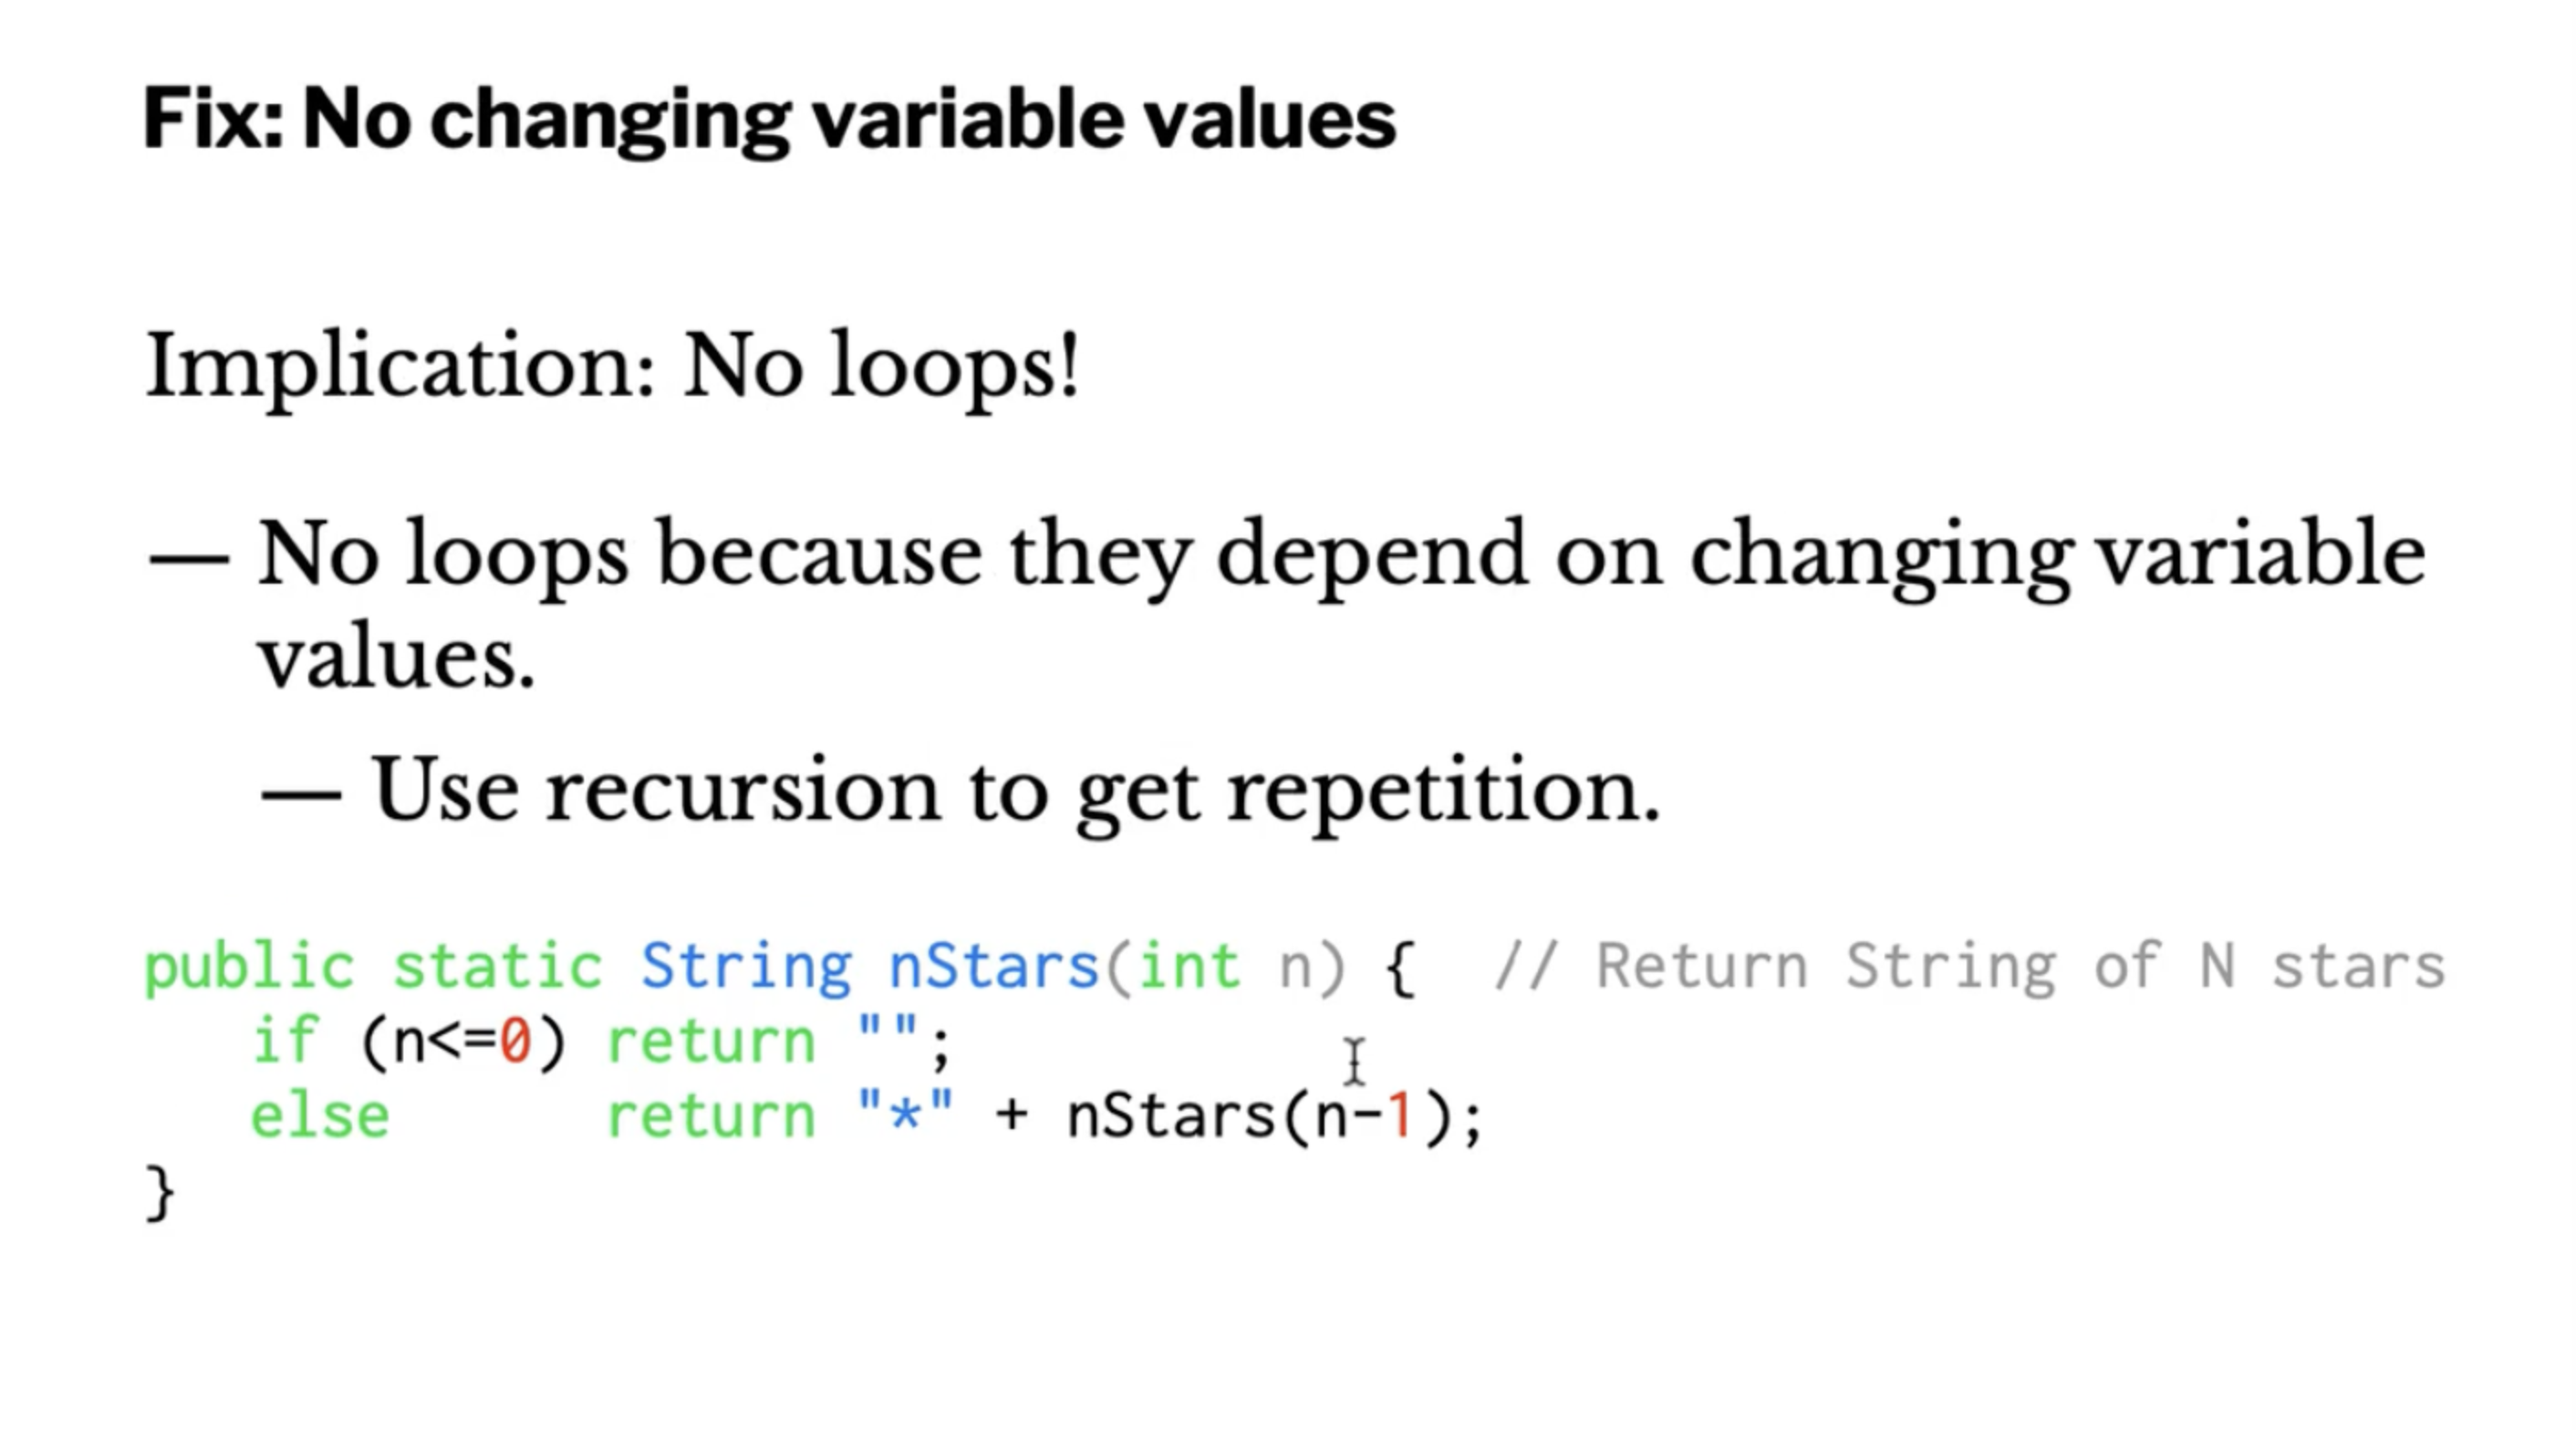 Fix: No changing variable values
Implication: No loops!
— No loops because they depend on changing variable
values.
— Use recursion to get repetition.
public static String nStars(int n) {  // Return String of N stars
   if (n<=0) return "";
   else      return "*" + nStars(n-1);
}